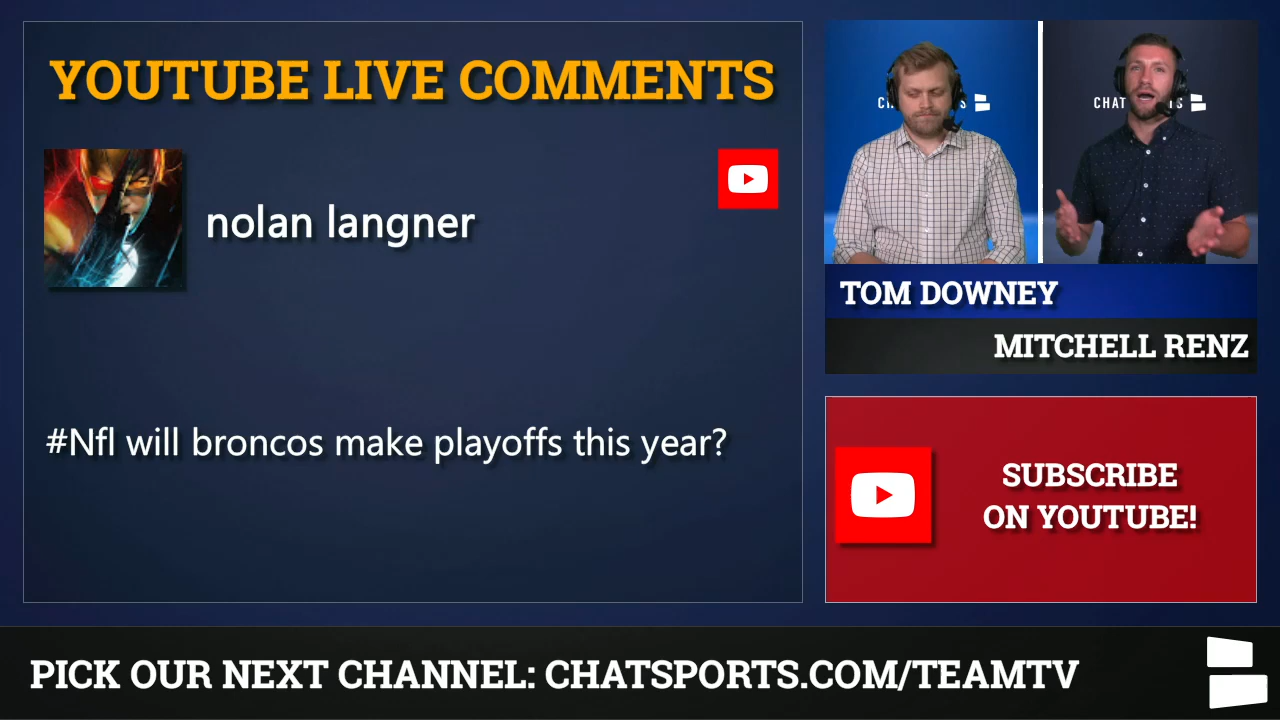 YOUTUBE LIVE COMMENTS
nolan langner
#Nfl will broncos make playoffs this year?
TOM DOWNEY
MITCHELL RENZ
SUBSCRIBE
ON YOUTUBE!
PICK OUR NEXT CHANNEL: CHATSPORTS.COM/TEAMTV